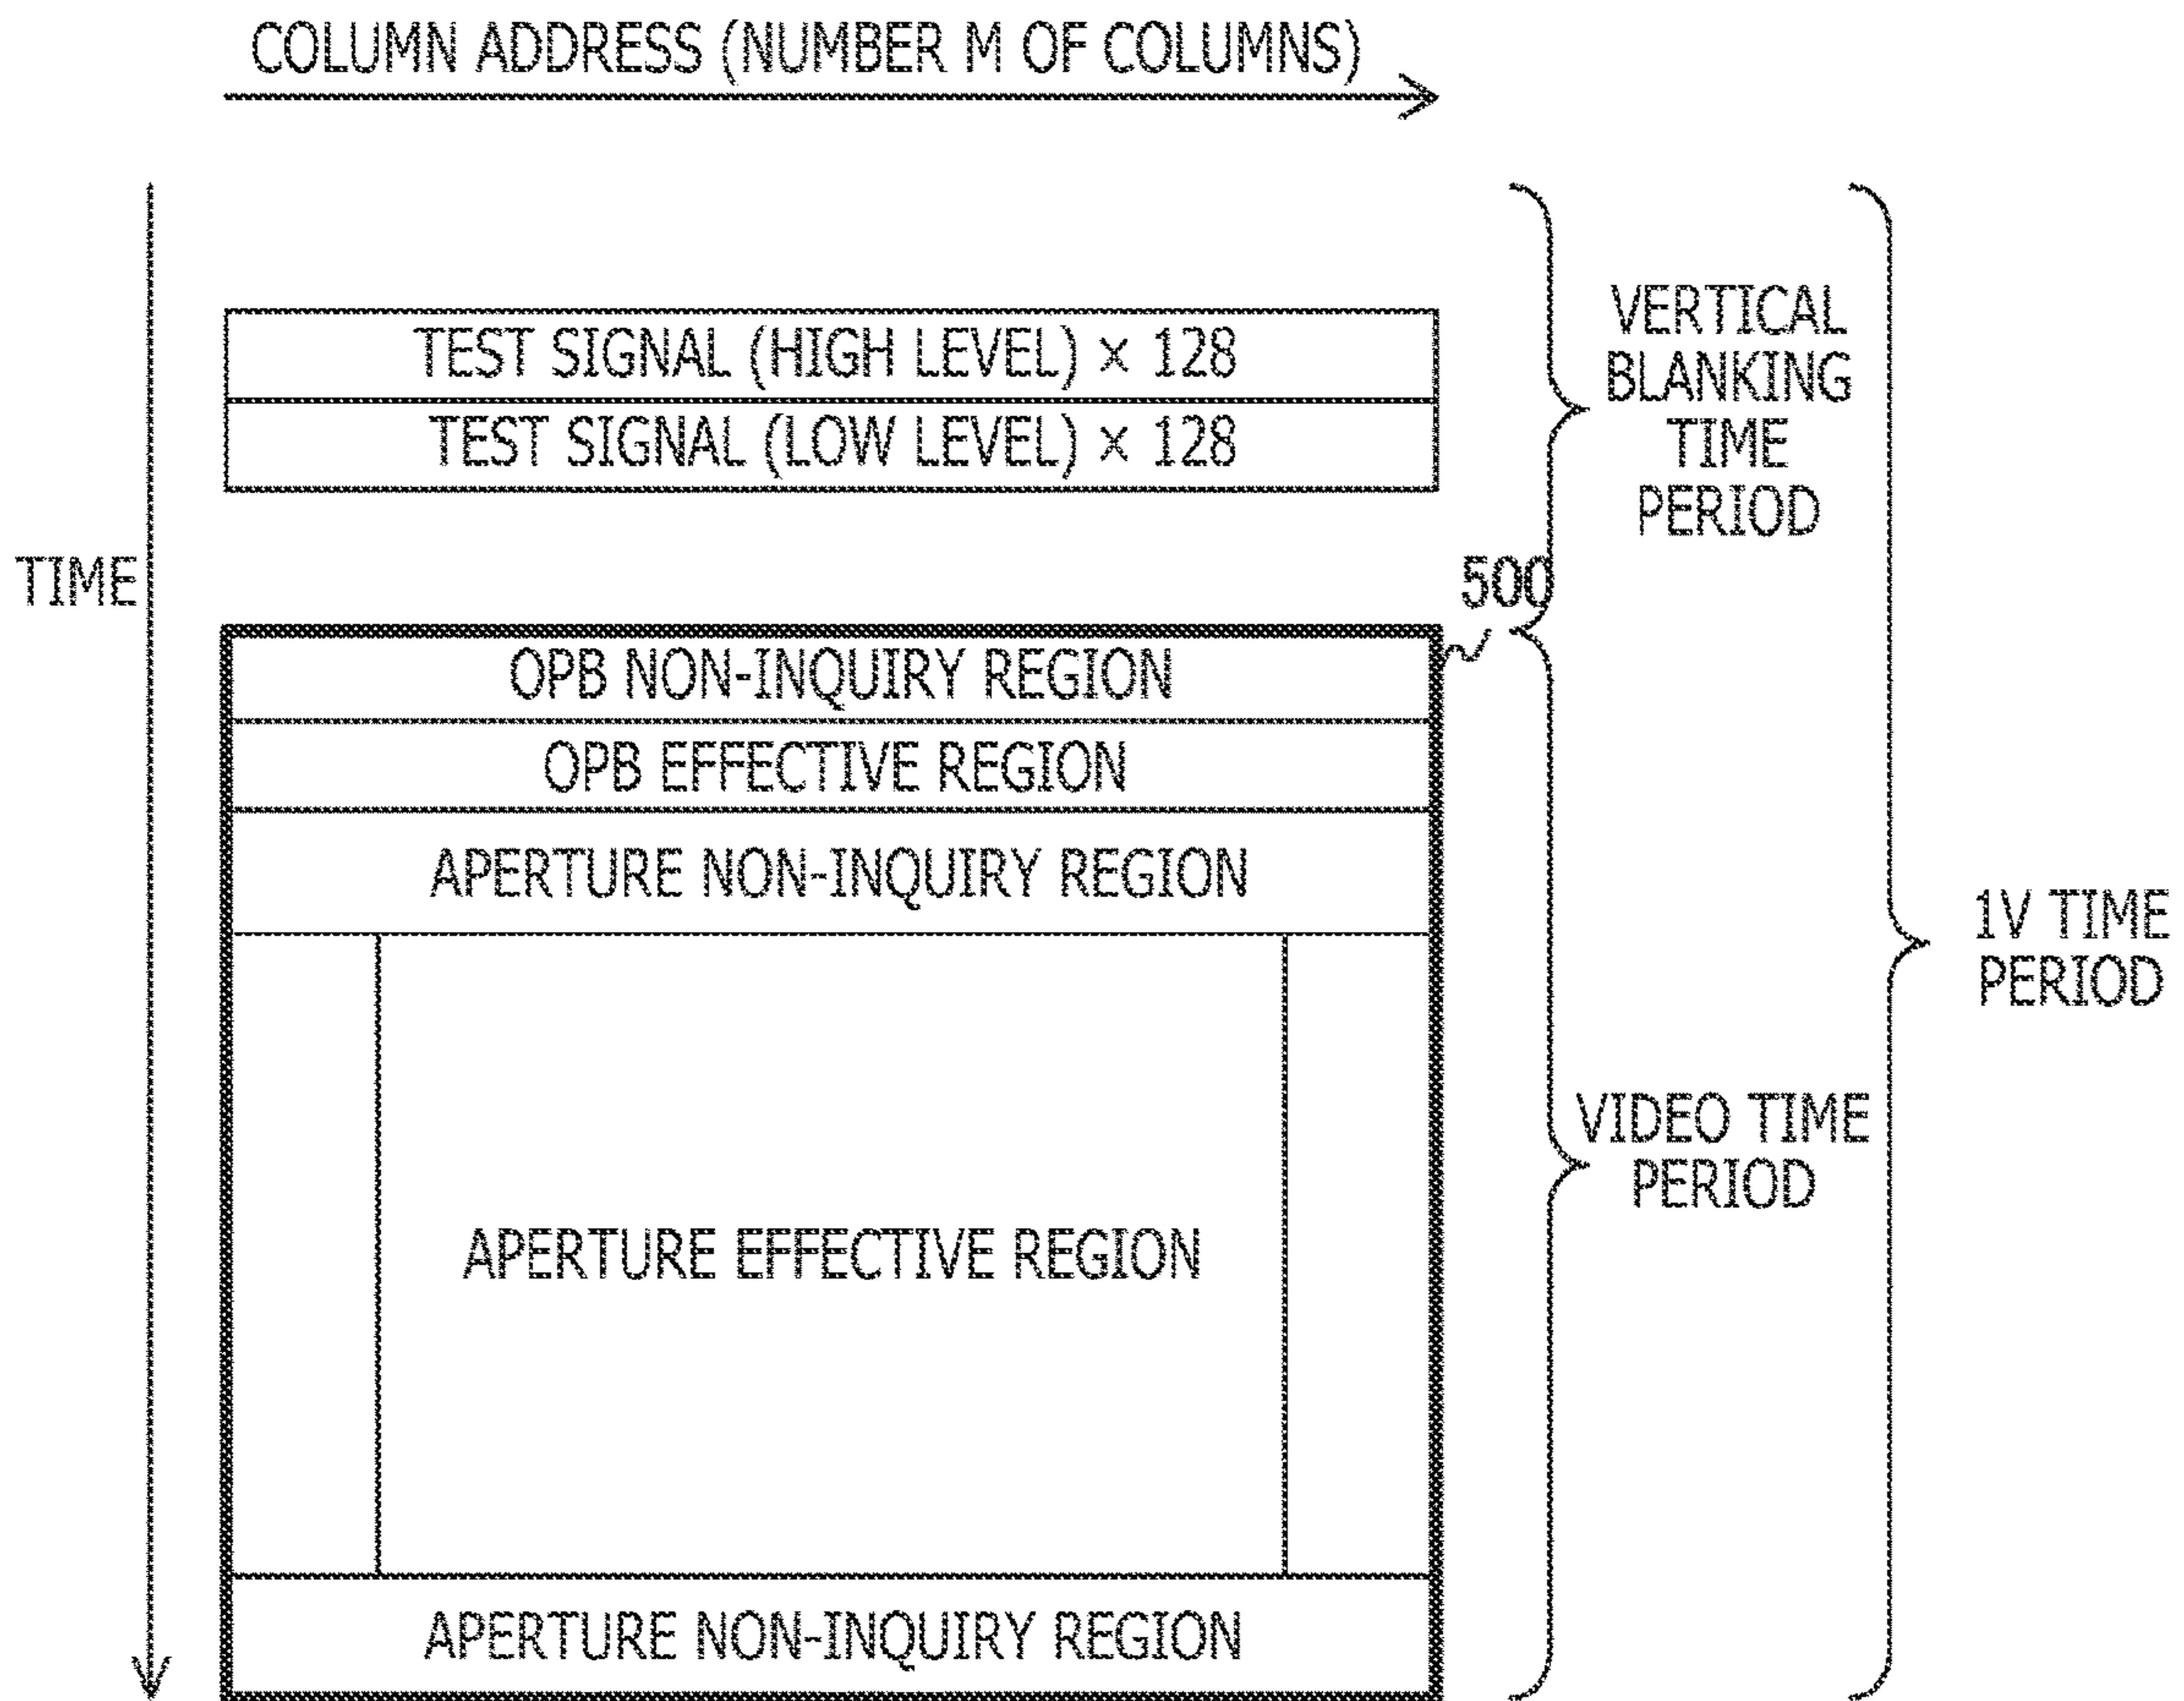 COLUMN ADDRESS (NUMBER M OF COLUMNS)
TEST SIGNAL (HIGH LEVEL) × 128
TEST SIGNAL (LOW LEVEL) × 128
VERTICAL
BLANKING
TIME
PERIOD
TIME
500
OPB NON-INQUIRY REGION
OPB EFFECTIVE REGION
APERTURE NON-INQUIRY REGION
1V TIME
PERIOD
VIDEO TIME
PERIOD
APERTURE EFFECTIVE REGION
APERTURE NON-INQUIRY REGION